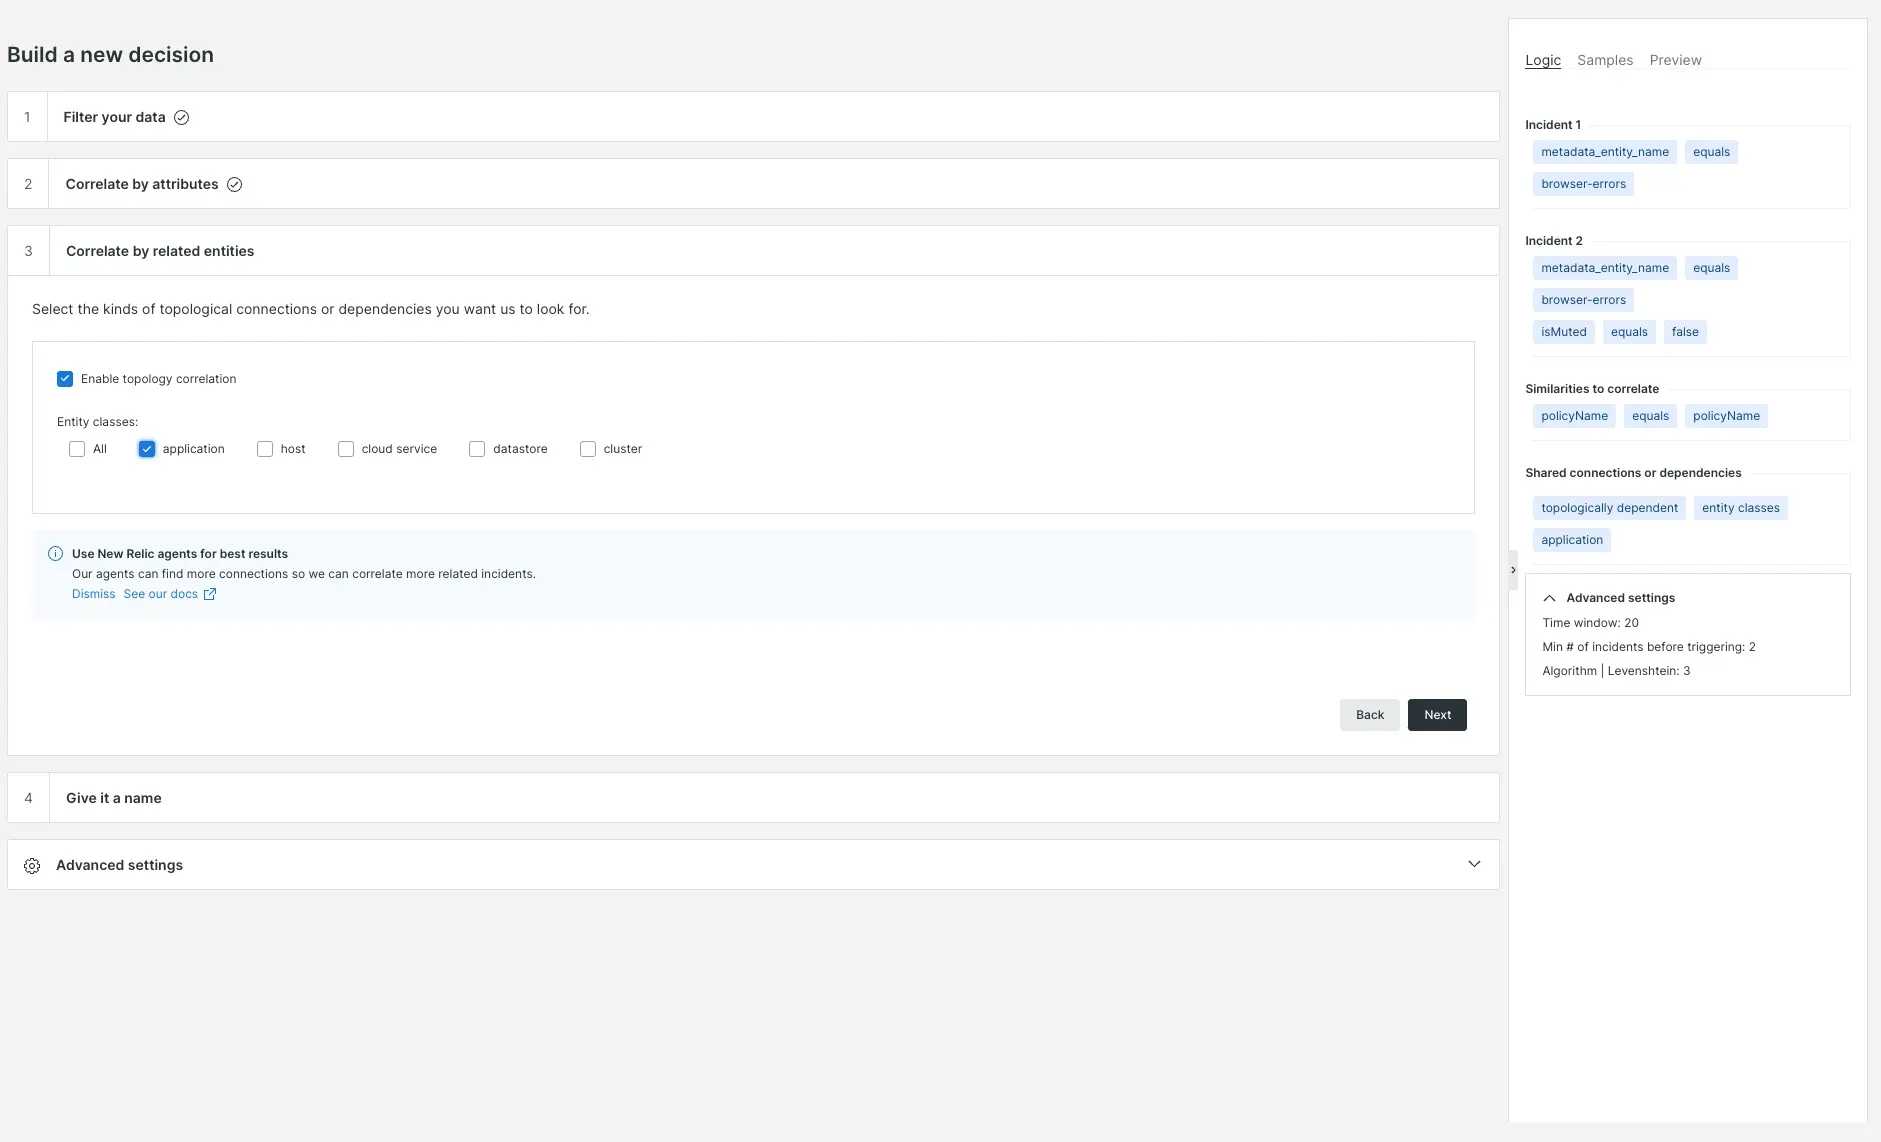 Build a new decision
1 Filter your data
2 Correlate by attributes
3 Correlate by related entities
Select the kinds of topological connections or dependencies you want us to look for.
Enable topology correlation
Entity classes:
All application host cloud service datastore cluster
Use New Relic agents for best results
Our agents can find more connections so we can correlate more related incidents.
Dismiss See our docs
Back Next
4 Give it a name
Advanced settings
Logic Samples Preview
Incident 1
metadata_entity_name equals
browser-errors
Incident 2
metadata_entity_name equals
browser-errors
isMuted equals false
Similarities to correlate
policyName equals policyName
Shared connections or dependencies
topologically dependent entity classes
application
Advanced settings
Time window: 20
Min # of incidents before triggering: 2
Algorithm | Levenshtein: 3